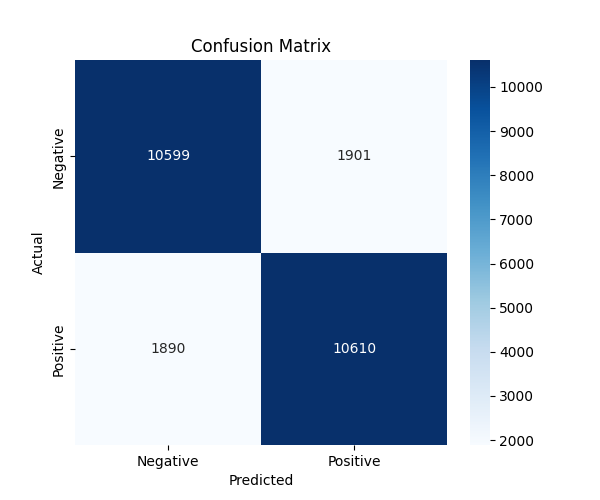 Confusion Matrix
Actual
Negative
Positive
10599
1901
1890
10610
Negative
Positive
Predicted
10000
9000
8000
7000
6000
5000
4000
3000
2000